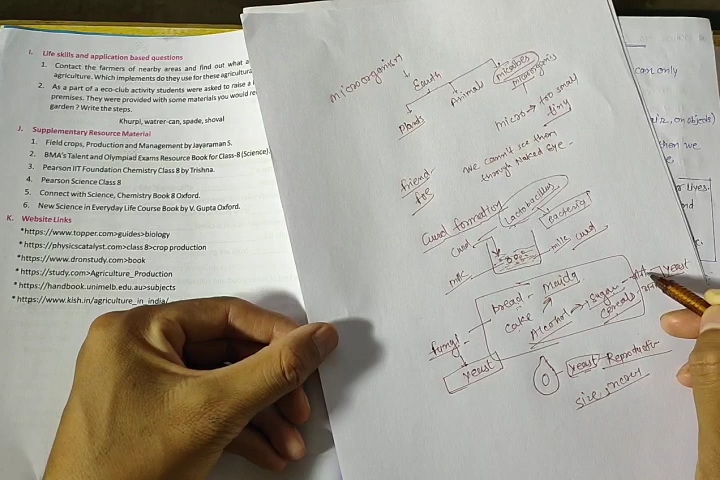 I. Life skills and application based questions
1. Contact the farmers of nearby areas and find out what a
agriculture. Which implements do they use for these agricultura
2. As a part of a eco-club activity students were asked to raise a
premises. They were provided with some materials you would re
garden ? Write the steps.
Khurpi, watrer-can, spade, shoval
J. Supplementary Resource Material
1. Field crops, Production and Management by Jayaraman S.
2. BMA's Talent and Olympiad Exams Resource Book for Class-8 (Science)
3. Pearson IIT Foundation Chemistry Class 8 by Trishna.
4. Pearson Science Class 8
5. Connect with Science, Chemistry Book 8 Oxford.
6. New Science in Everyday Life Course Book by V. Gupta Oxford.
K. Website Links
*https://www.topper.com>guides>biology
*https://physicscatalyst.com>class 8>crop production
*https://www.dronstudy.com>book
*https://study.com>Agriculture_Production
*https://handbook.unimelb.edu.au>subjects
*https://www.kish.in/agriculture_in_india/
microorganism
Earth
Plants
Animal
microbes
micro → too small
tiny
friend
foe
we cann't see them
through Naked eye -
Curd formation
Lactobacillus
bacteria
curd
milk
milk curd
fungi
yeast
bread -
cake
maida
Alcohol → sugar
cereals
yeast
yeast Reproduction
size,
can only
then we